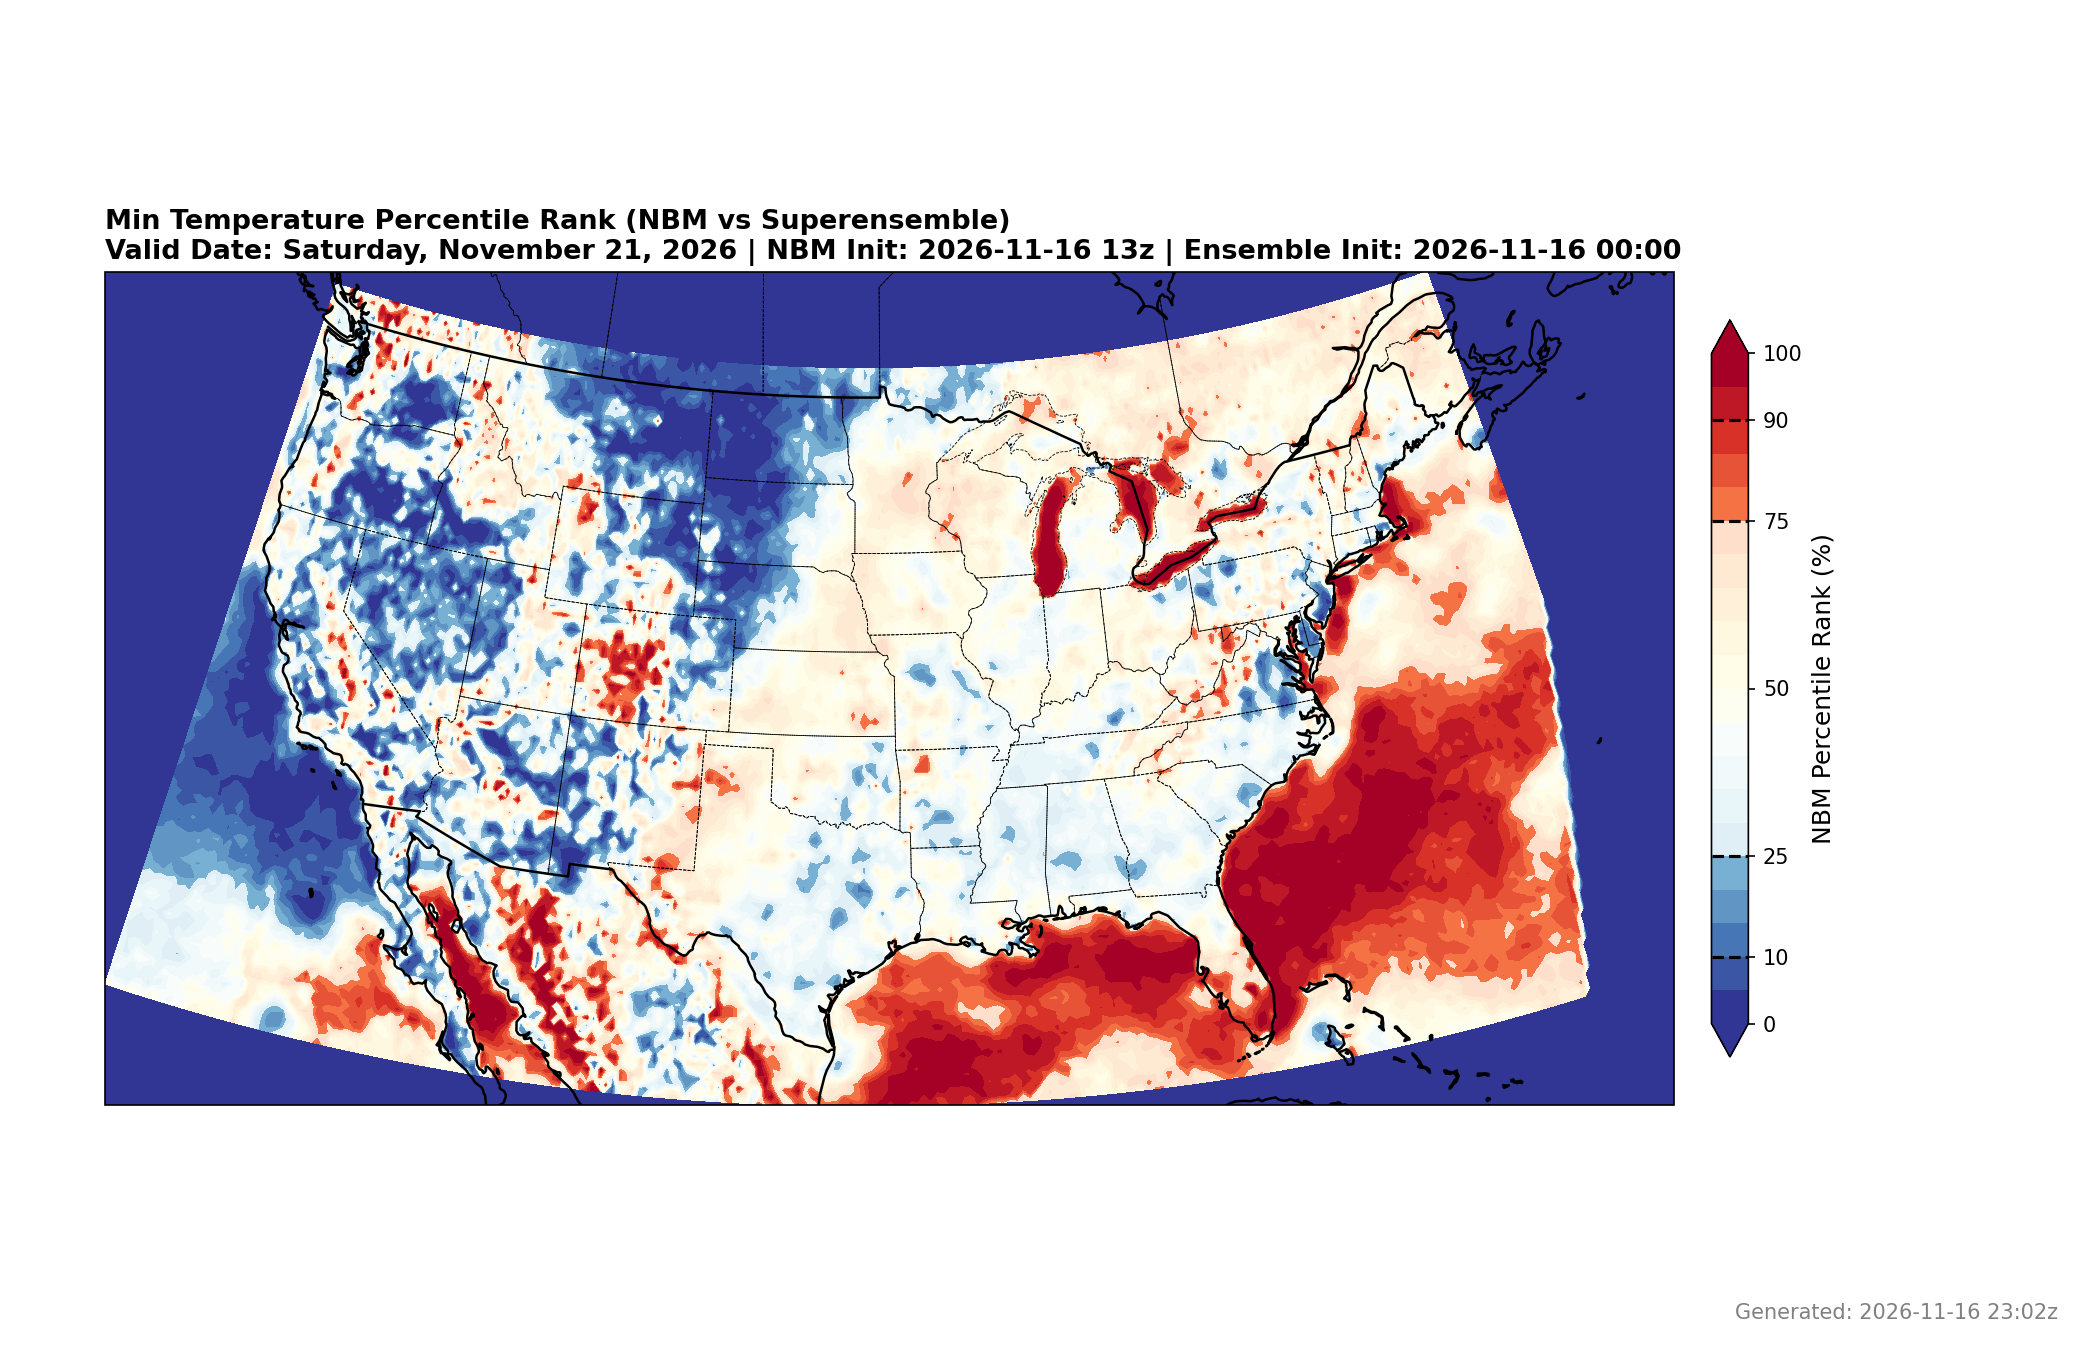 Min Temperature Percentile Rank (NBM vs Superensemble)
Valid Date: Saturday, November 21, 2026 | NBM Init: 2026-11-16 13z | Ensemble Init: 2026-11-16 00:00
100
90
75
50
25
10
0
NBM Percentile Rank (%)
Generated: 2026-11-16 23:02z